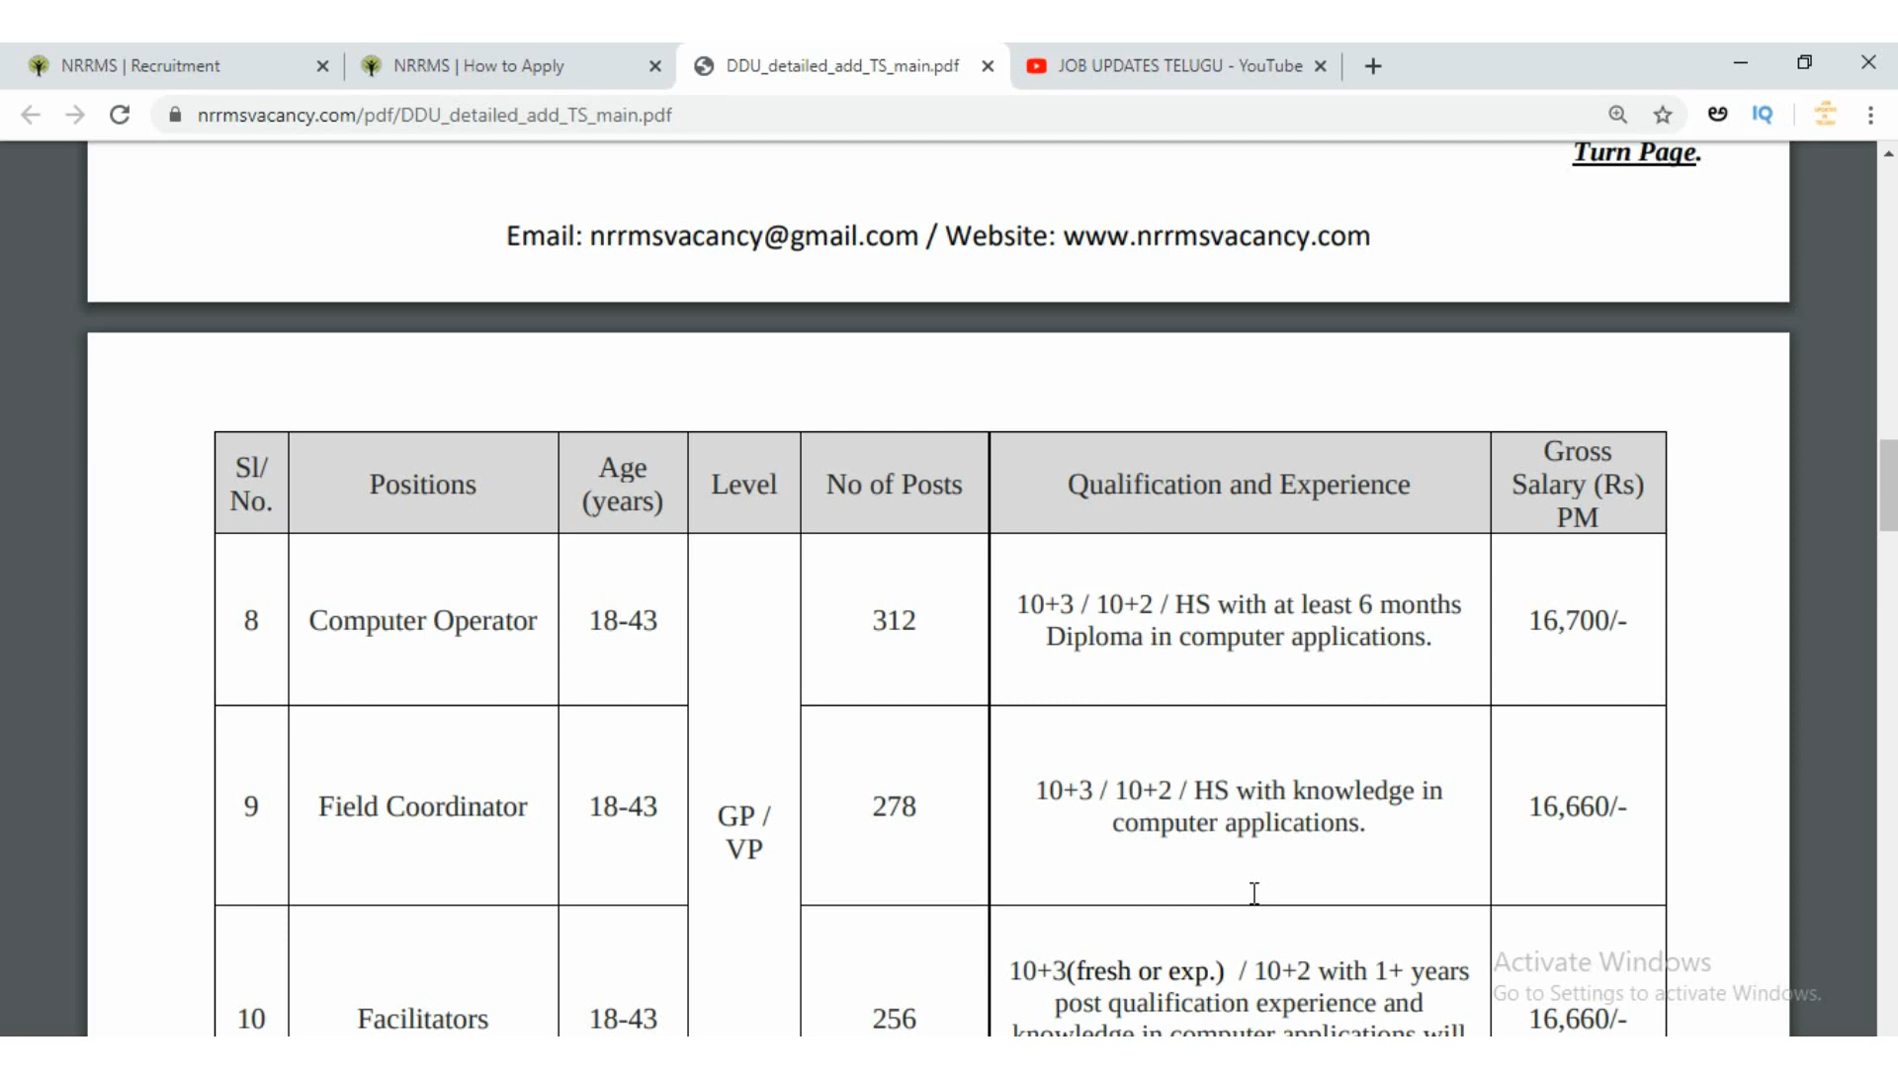 NRRMS | Recruitment
NRRMS | How to Apply
DDU_detailed_add_TS_main.pdf
JOB UPDATES TELUGU - YouTube
nrrmsvacancy.com/pdf/DDU_detailed_add_TS_main.pdf
IQ
Turn Page.
Email: nrrmsvacancy@gmail.com / Website: www.nrrmsvacancy.com
Sl/
No.
Positions
Age
(years)
Level
No of Posts
Qualification and Experience
Gross
Salary (Rs)
PM
8
Computer Operator
18-43
312
10+3 / 10+2 / HS with at least 6 months
Diploma in computer applications.
16,700/-
9
Field Coordinator
18-43
GP /
VP
278
10+3 / 10+2 / HS with knowledge in
computer applications.
16,660/-
10
Facilitators
18-43
256
10+3(fresh or exp.) / 10+2 with 1+ years
post qualification experience and
knowledge in computer applications will
16,660/-
Activate Windows
Go to Settings to activate Windows.